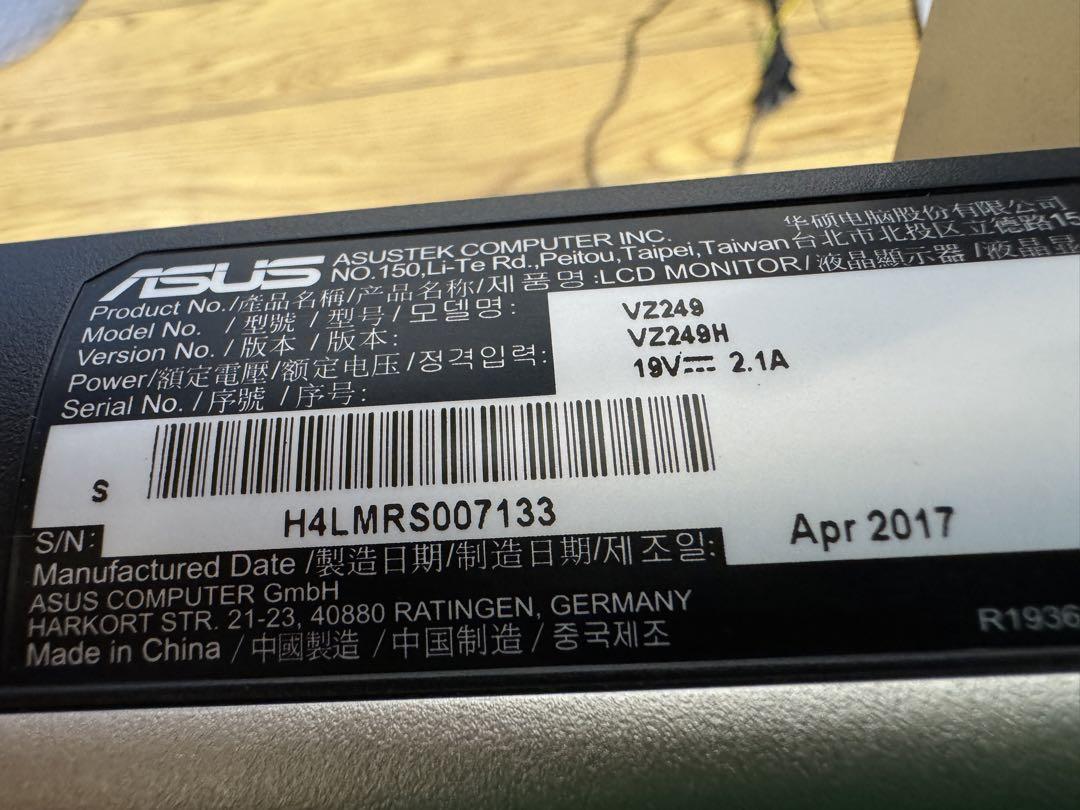 ASUS
ASUSTEK COMPUTER INC. 华硕电脑股份有限公司
NO.150,Li-Te Rd.,Peitou,Taipei,Taiwan 台北市北投区立德路15
Product No./產品名稱/产品名称/제품명:LCD MONITOR/液晶顯示器/液晶显
Model No. /型號/型号/모델명: VZ249
Version No./版本/版本: VZ249H
Power/額定電壓/额定电压/정격입력: 19V⎓ 2.1A
Serial No./序號/序号:
S
H4LMRS007133
S/N:
Manufactured Date/製造日期/制造日期/제조일: Apr 2017
ASUS COMPUTER GmbH
HARKORT STR. 21-23, 40880 RATINGEN, GERMANY
R1936
Made in China/中國製造/中国制造/중국제조